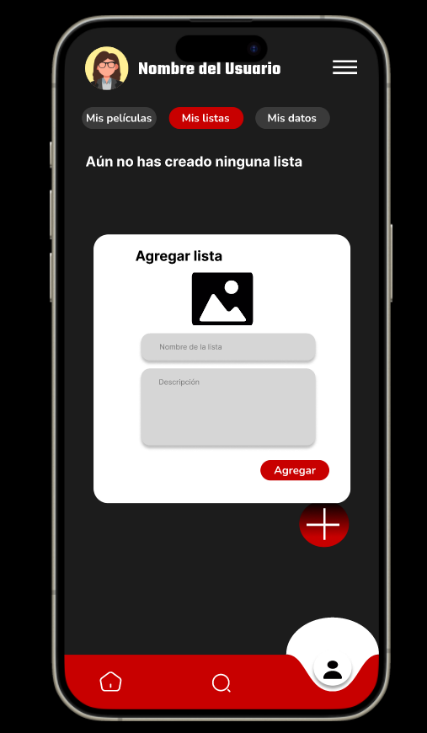 Nombre del Usuario
Mis películas
Mis listas
Mis datos
Aún no has creado ninguna lista
Agregar lista
Nombre de la lista
Descripción
Agregar